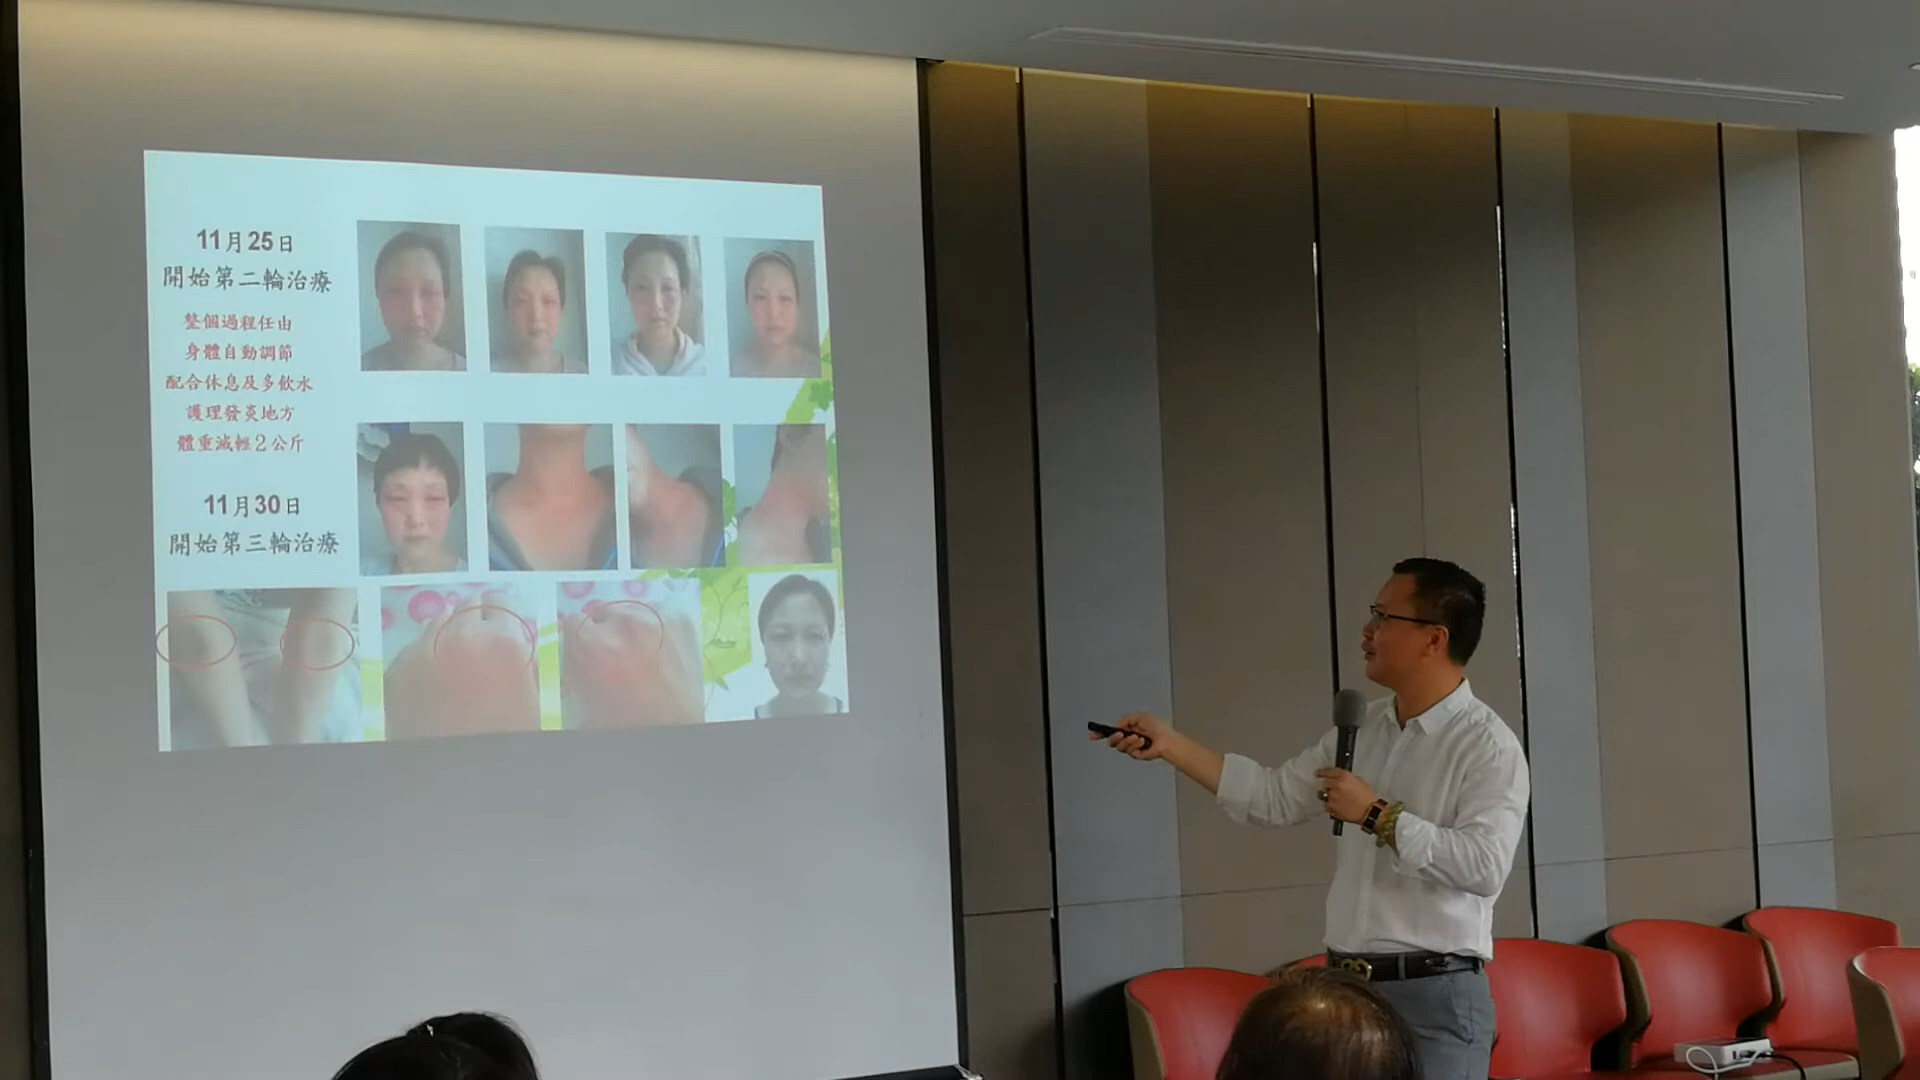 11月25日
開始第二輪治療
整個過程任由
身體自動調節
配合休息及多飲水
護理發炎地方
體重減輕2公斤
11月30日
開始第三輪治療